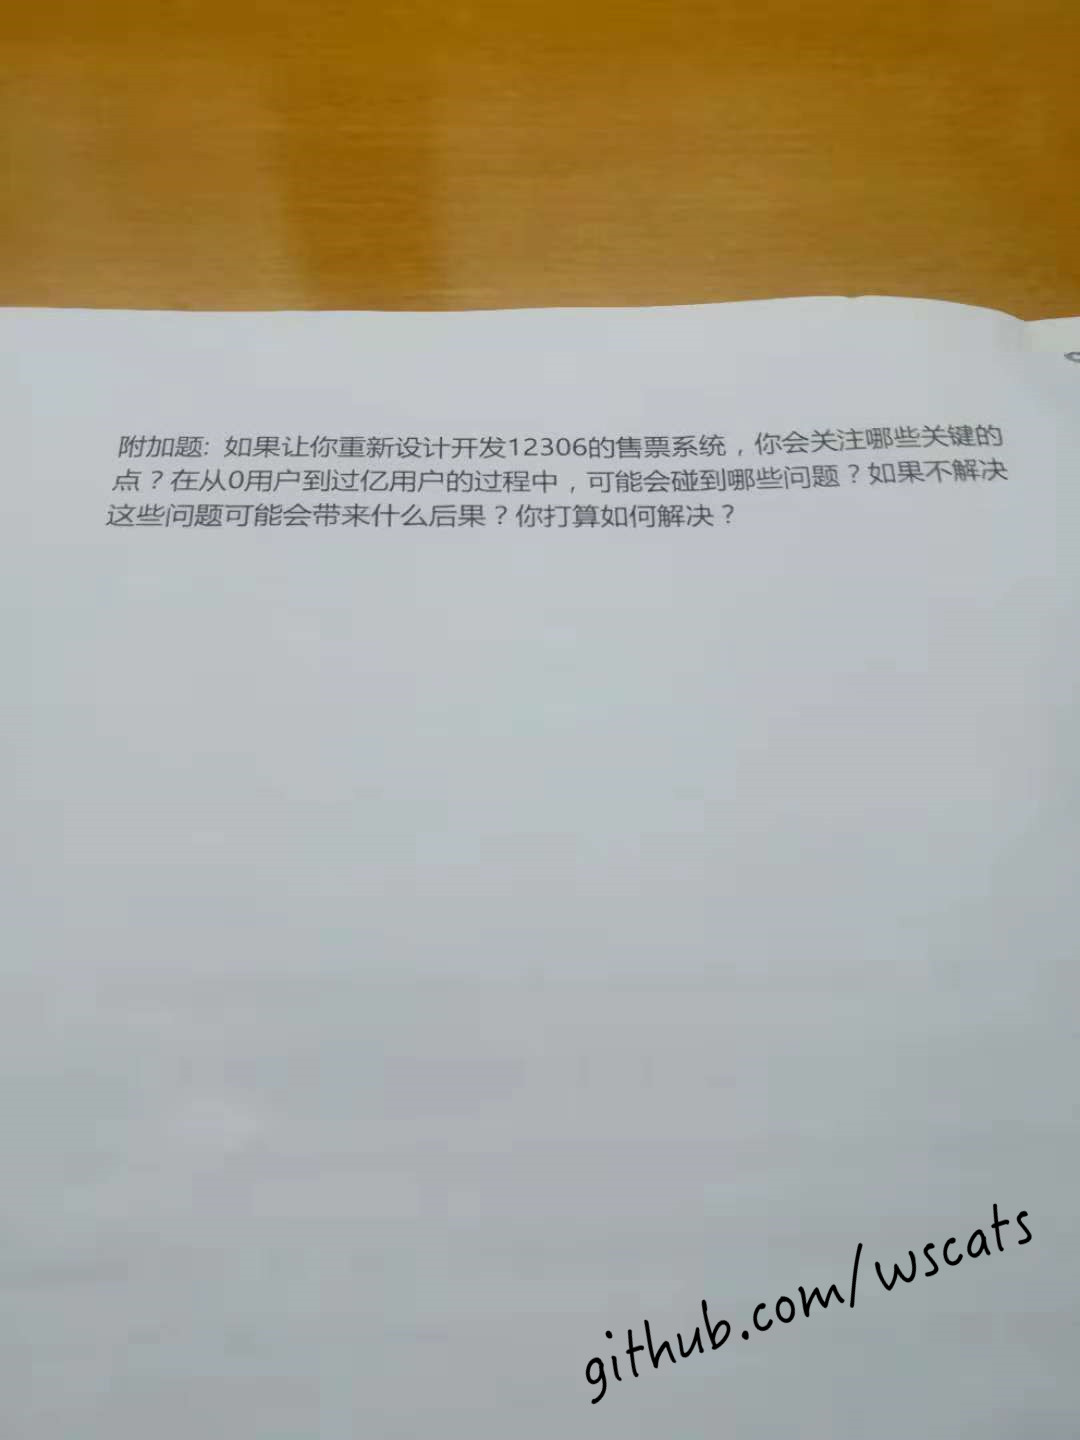 附加题: 如果让你重新设计开发12306的售票系统，你会关注哪些关键的
点？在从0用户到过亿用户的过程中，可能会碰到哪些问题？如果不解决
这些问题可能会带来什么后果？你打算如何解决？
github.com/wscats